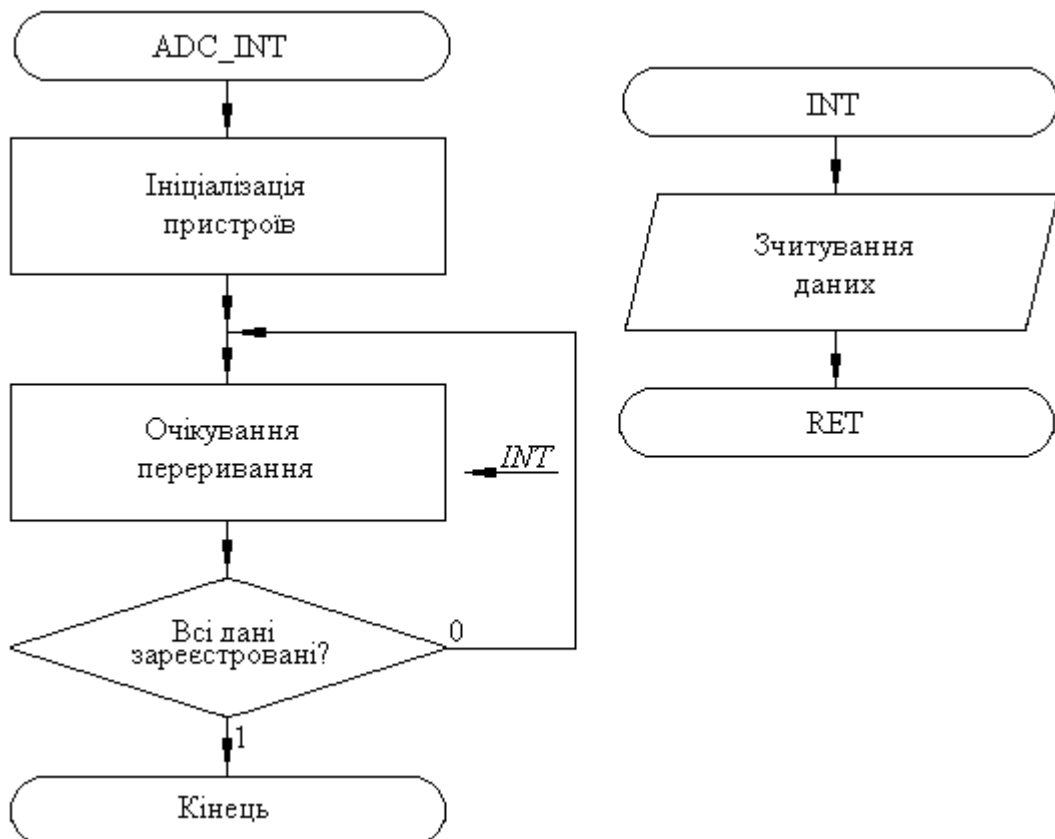 ADC_INT
Ініціалізація
пристроїв
Очікування
переривання
INT
Всі дані
зареєстровані?
0
1
Кінець
INT
Зчитування
даних
RET